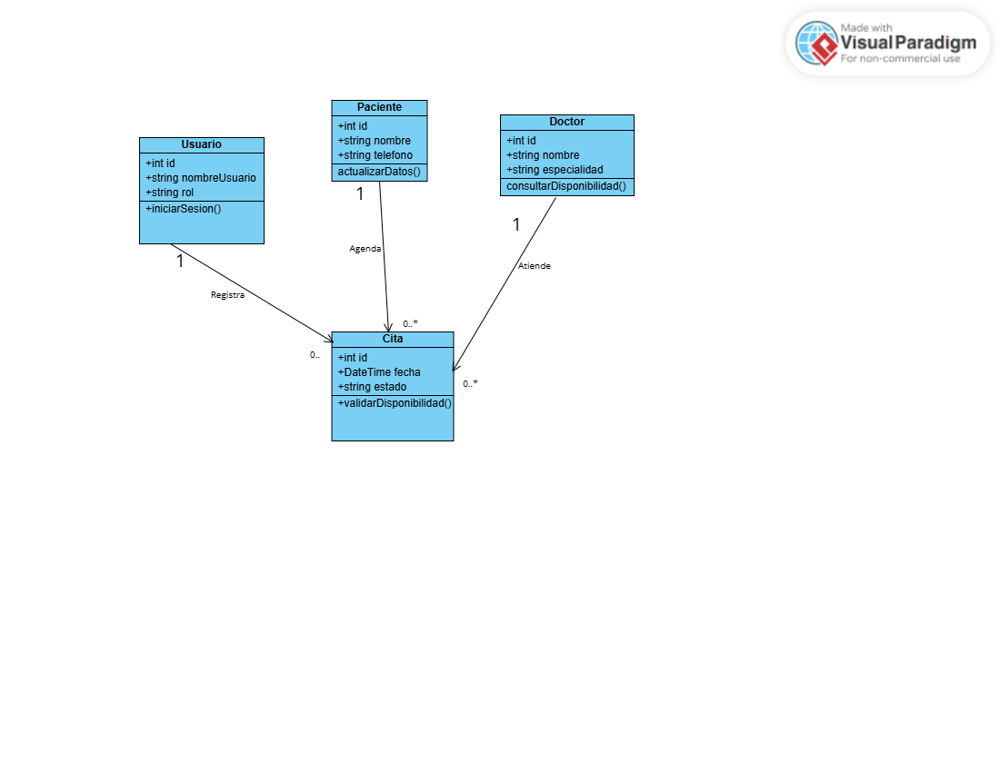 Made with
Visual Paradigm
For non-commercial use
Usuario
+int id
+string nombreUsuario
+string rol
+iniciarSesion()
Paciente
+int id
+string nombre
+string telefono
actualizarDatos()
Doctor
+int id
+string nombre
+string especialidad
consultarDisponibilidad()
1
1
1
Registra
Agenda
Atiende
0..
0..*
0..*
Cita
+int id
+DateTime fecha
+string estado
+validarDisponibilidad()